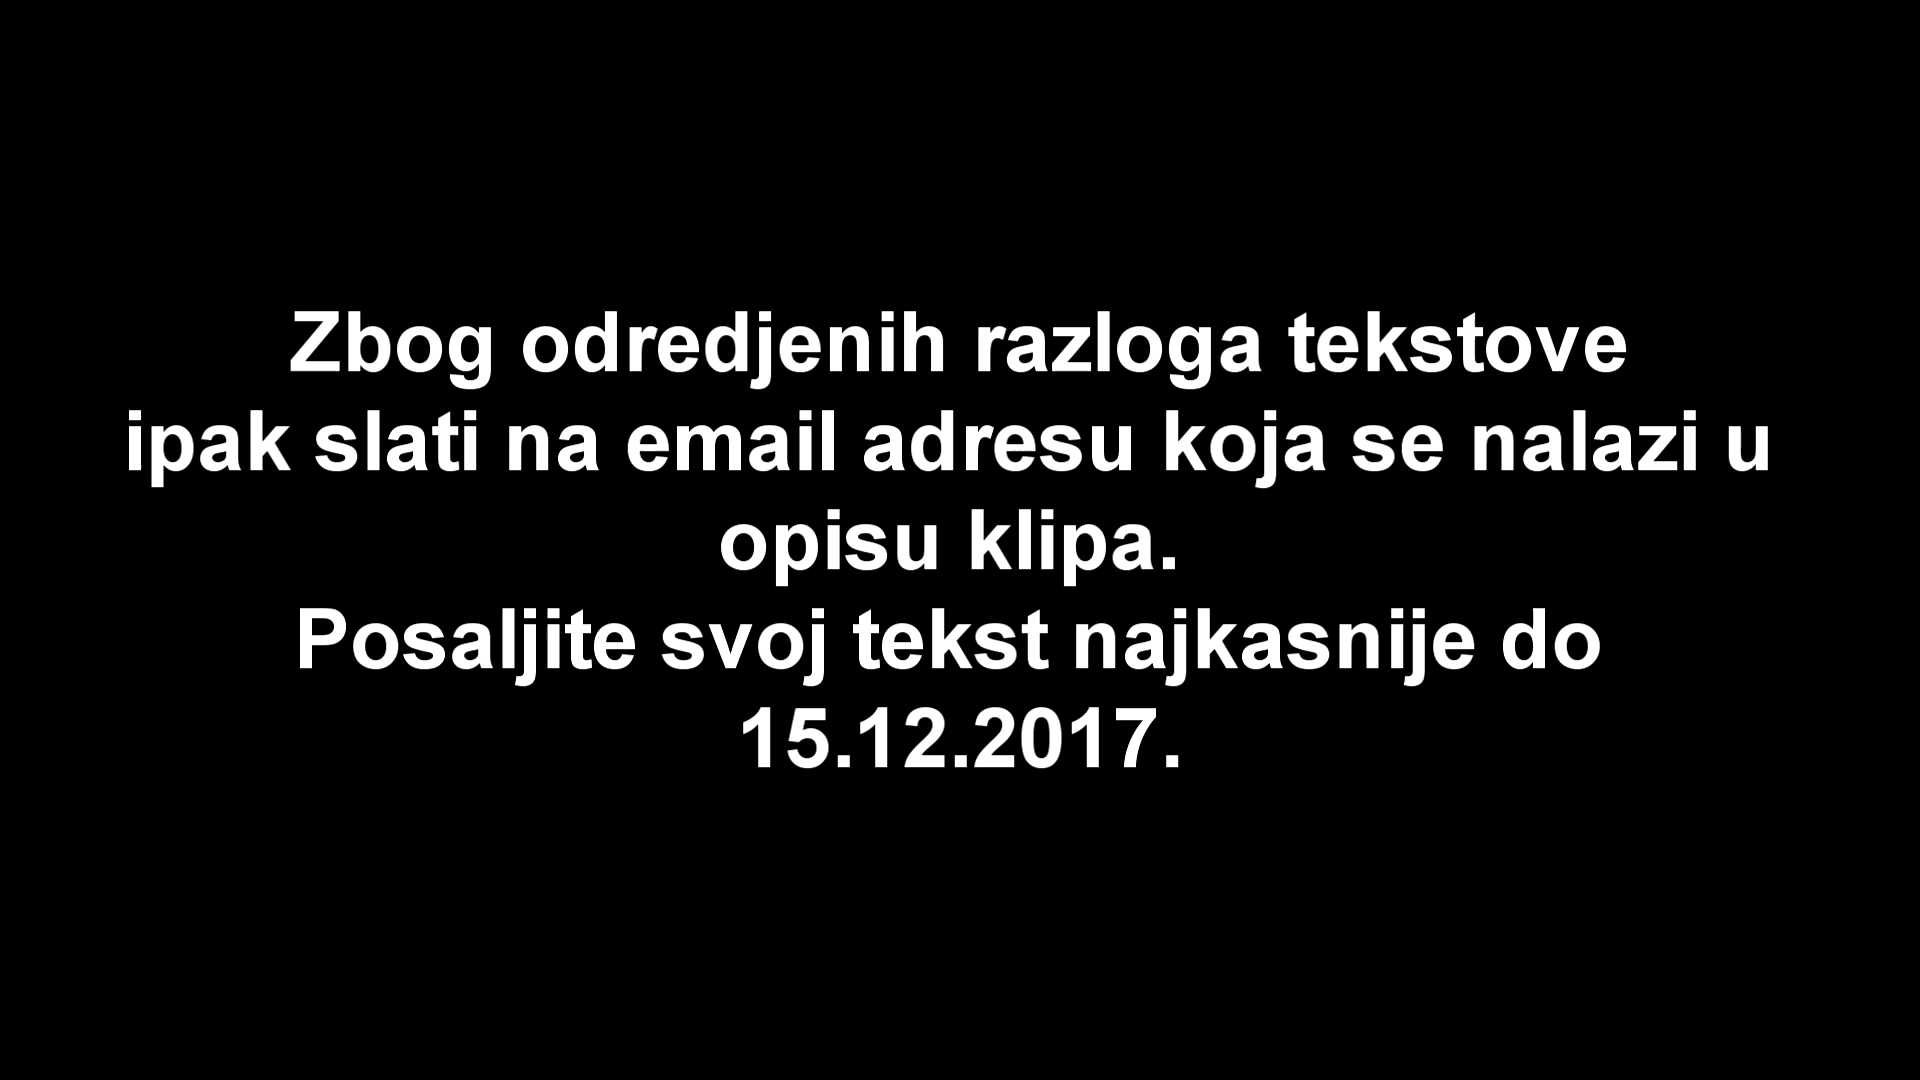 Zbog odredjenih razloga tekstove
ipak slati na email adresu koja se nalazi u
opisu klipa.
Posaljite svoj tekst najkasnije do
15.12.2017.